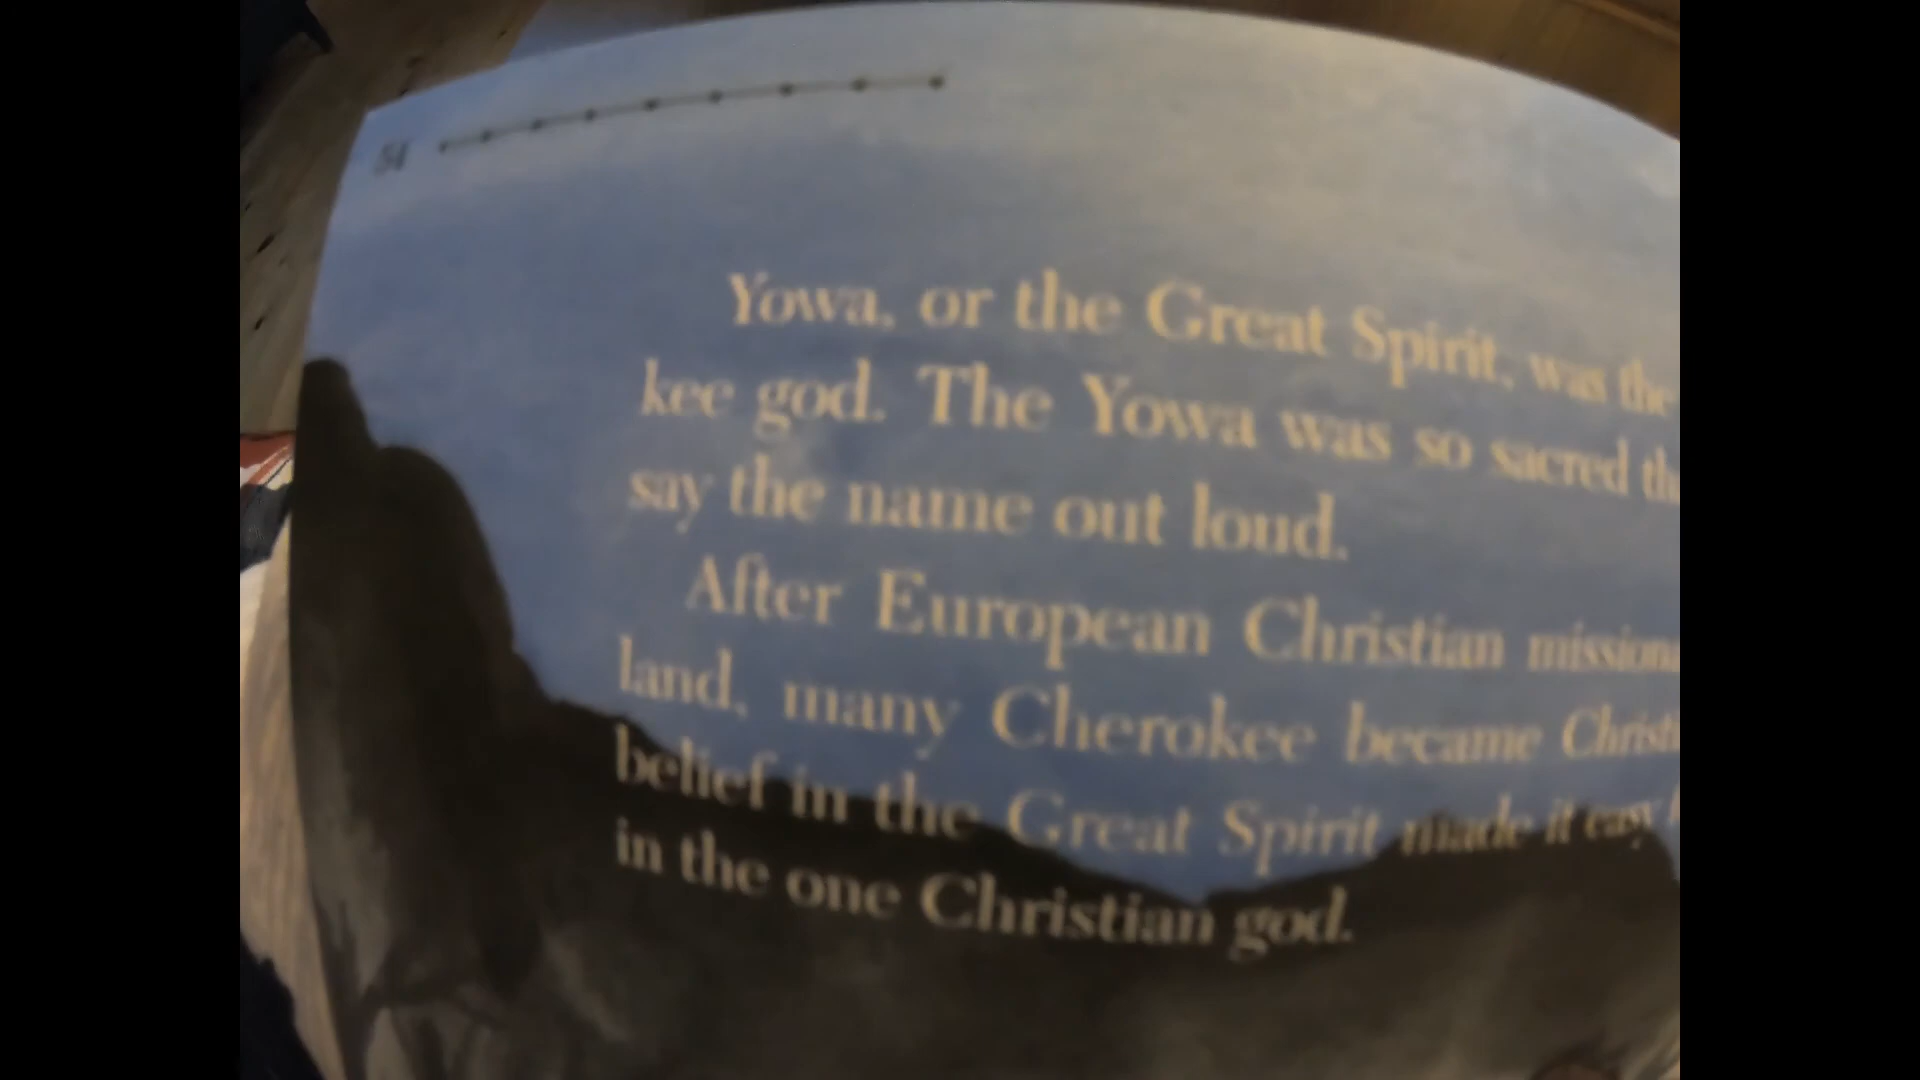 54
Yowa, or the Great Spirit, was the
kee god. The Yowa was so sacred
say the name out loud.
After European Christian
land, many Cherokee became
belief in the Great Spirit made it easy
in the one Christian god.